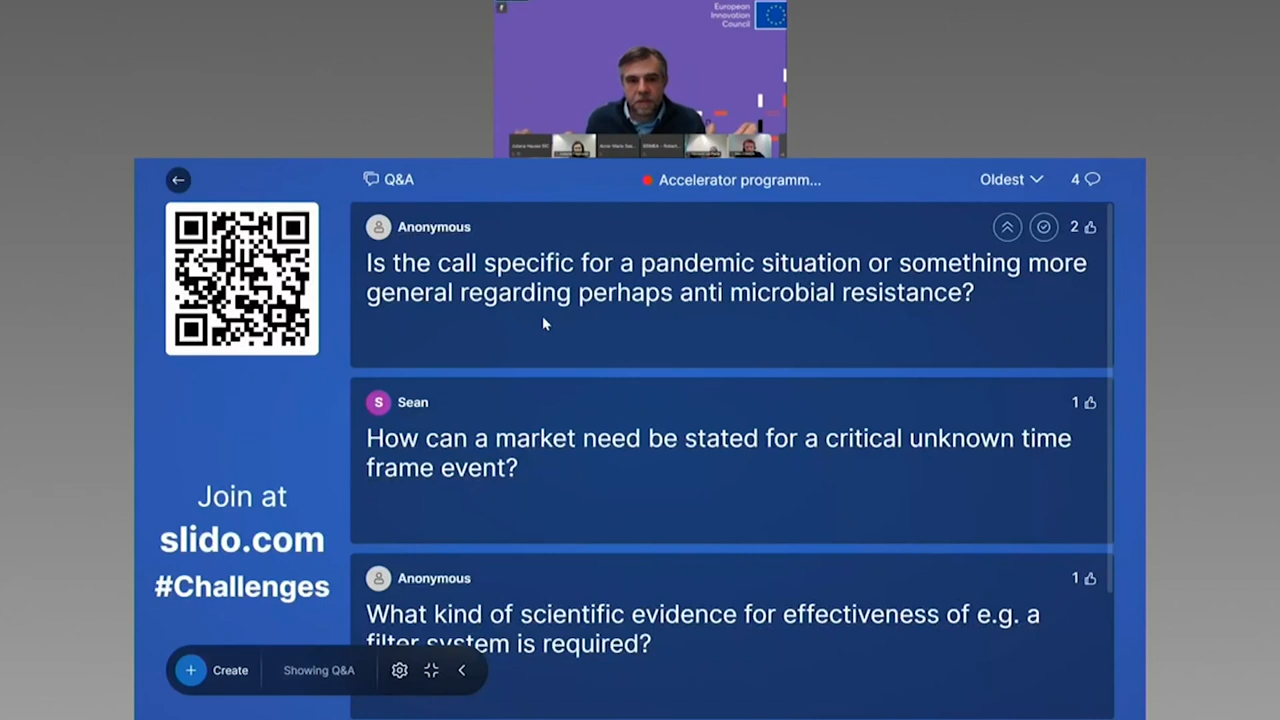 European
Innovation
Council
Q&A
Accelerator programm...
Oldest
4
Anonymous
2
Is the call specific for a pandemic situation or something more
general regarding perhaps anti microbial resistance?
S
Sean
1
How can a market need be stated for a critical unknown time
frame event?
Anonymous
1
What kind of scientific evidence for effectiveness of e.g. a
filter system is required?
Join at
slido.com
#Challenges
Create
Showing Q&A